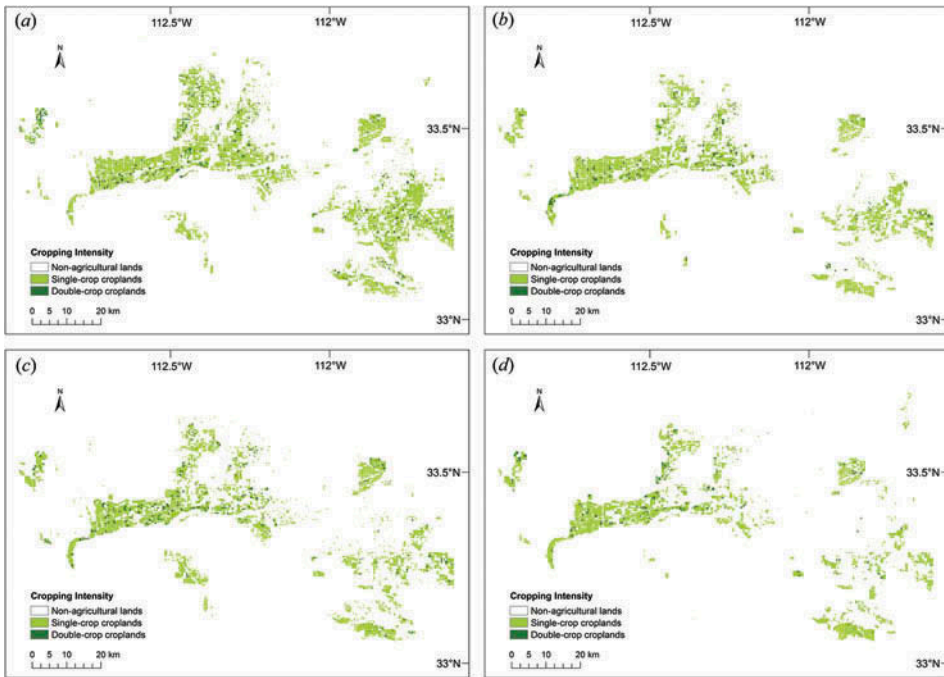 (a)
112.5°W
112°W
N
33.5°N
Cropping Intensity
Non-agricultural lands
Single-crop croplands
Double-crop croplands
0 5 10 20 km
33°N
(b)
112.5°W
112°W
N
33.5°N
Cropping Intensity
Non-agricultural lands
Single-crop croplands
Double-crop croplands
0 5 10 20 km
33°N
(c)
112.5°W
112°W
N
33.5°N
Cropping Intensity
Non-agricultural lands
Single-crop croplands
Double-crop croplands
0 5 10 20 km
33°N
(d)
112.5°W
112°W
N
33.5°N
Cropping Intensity
Non-agricultural lands
Single-crop croplands
Double-crop croplands
0 5 10 20 km
33°N